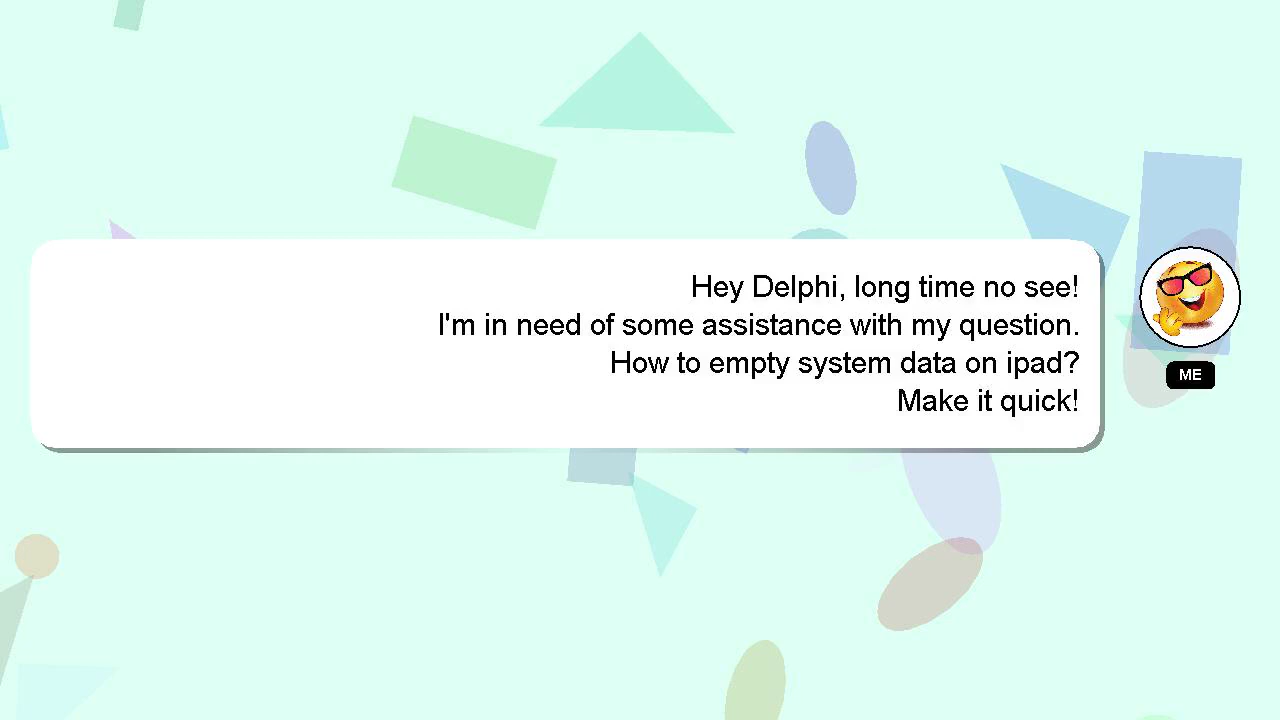 Hey Delphi, long time no see!
I'm in need of some assistance with my question.
How to empty system data on ipad?
Make it quick!
ME